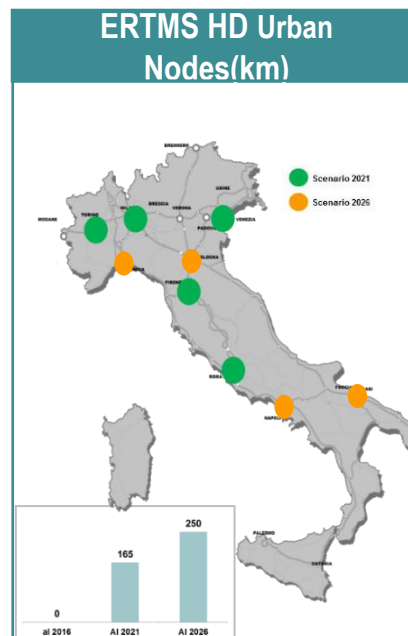 ERTMS HD Urban
Nodes(km)
BRENNERO
Scenario 2021
UDINE
BRESCIA
Scenario 2026
VERONA
TORINO
VENEZIA
MODANE
PADOVA
ROMA
NAPOLI
250
165
PALERMO
0
CATANIA
al 2016
Al 2021
Al 2026